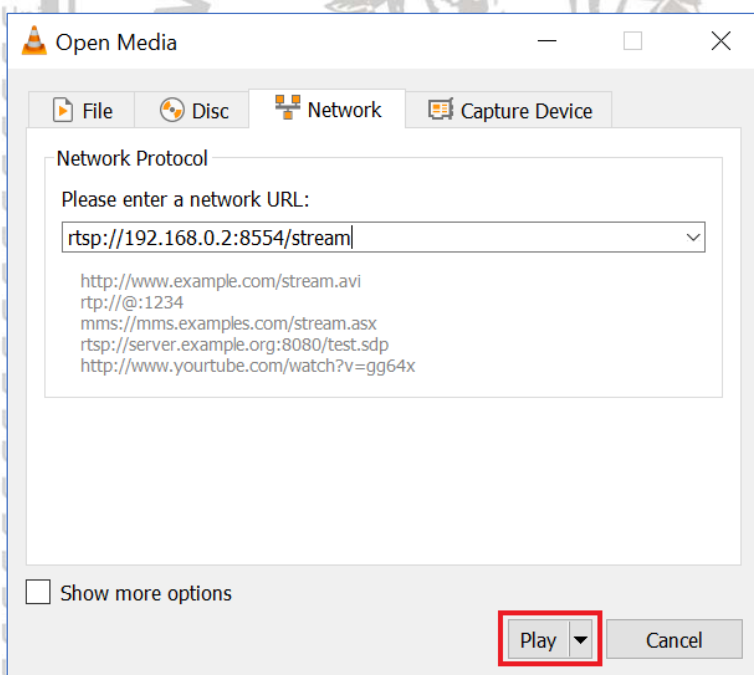 Open Media
File Disc Network Capture Device
Network Protocol
Please enter a network URL:
rtsp://192.168.0.2:8554/stream
http://www.example.com/stream.avi
rtp://@:1234
mms://mms.examples.com/stream.asx
rtsp://server.example.org:8080/test.sdp
http://www.yourtube.com/watch?v=gg64x
Show more options
Play Cancel